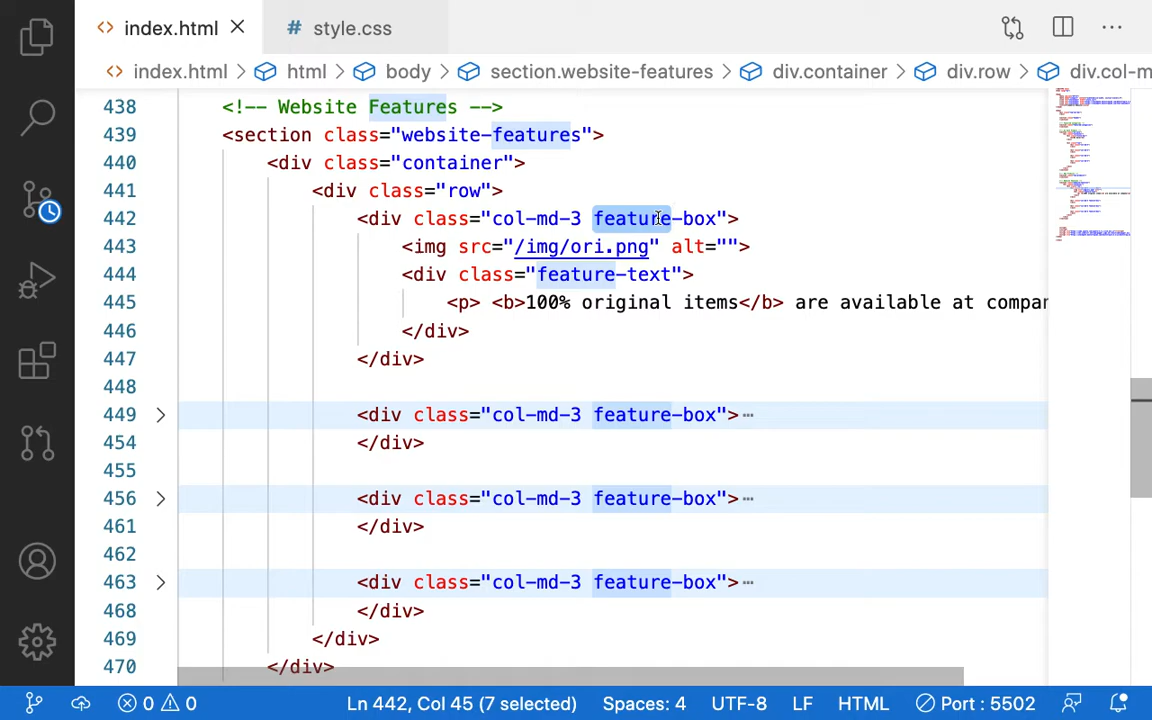 index.html
# style.css
index.html > html > body > section.website-features > div.container > div.row > div.col-m
438 <!-- Website Features -->
439 <section class="website-features">
440 <div class="container">
441 <div class="row">
442 <div class="col-md-3 feature-box">
443 <img src="/img/ori.png" alt="">
444 <div class="feature-text">
445 <p> <b>100% original items</b> are available at compan
446 </div>
447 </div>
448
449 <div class="col-md-3 feature-box">⋯
454 </div>
455
456 <div class="col-md-3 feature-box">⋯
461 </div>
462
463 <div class="col-md-3 feature-box">⋯
468 </div>
469 </div>
470 </div>
0 0 Ln 442, Col 45 (7 selected) Spaces: 4 UTF-8 LF HTML Port : 5502